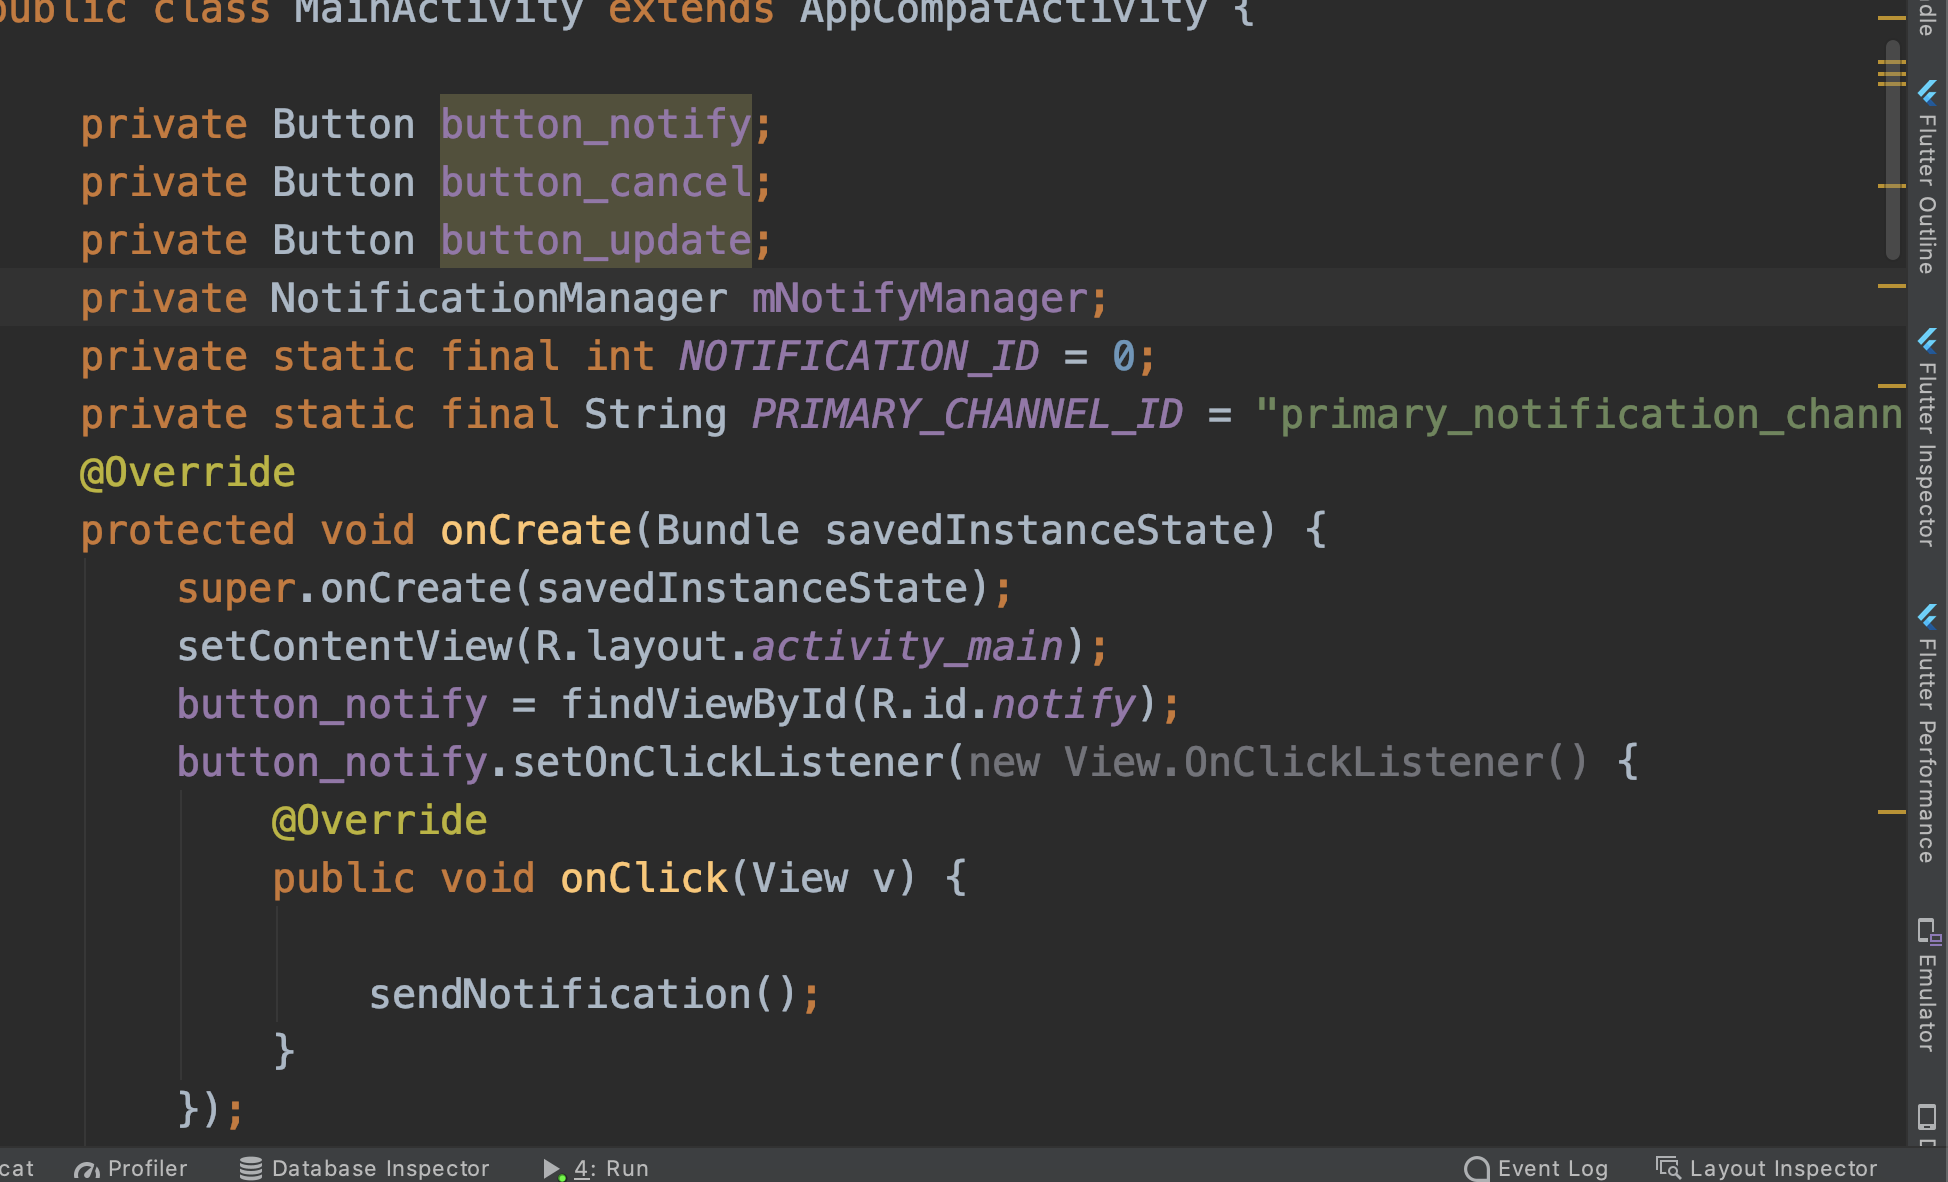 public class MainActivity extends AppCompatActivity {
private Button button_notify;
private Button button_cancel;
private Button button_update;
private NotificationManager mNotifyManager;
private static final int NOTIFICATION_ID = 0;
private static final String PRIMARY_CHANNEL_ID = "primary_notification_chann
@Override
protected void onCreate(Bundle savedInstanceState) {
super.onCreate(savedInstanceState);
setContentView(R.layout.activity_main);
button_notify = findViewById(R.id.notify);
button_notify.setOnClickListener(new View.OnClickListener() {
@Override
public void onClick(View v) {
sendNotification();
}
});
dle
Flutter Outline
Flutter Inspector
Flutter Performance
Emulator
cat
Profiler
Database Inspector
4: Run
Event Log
Layout Inspector